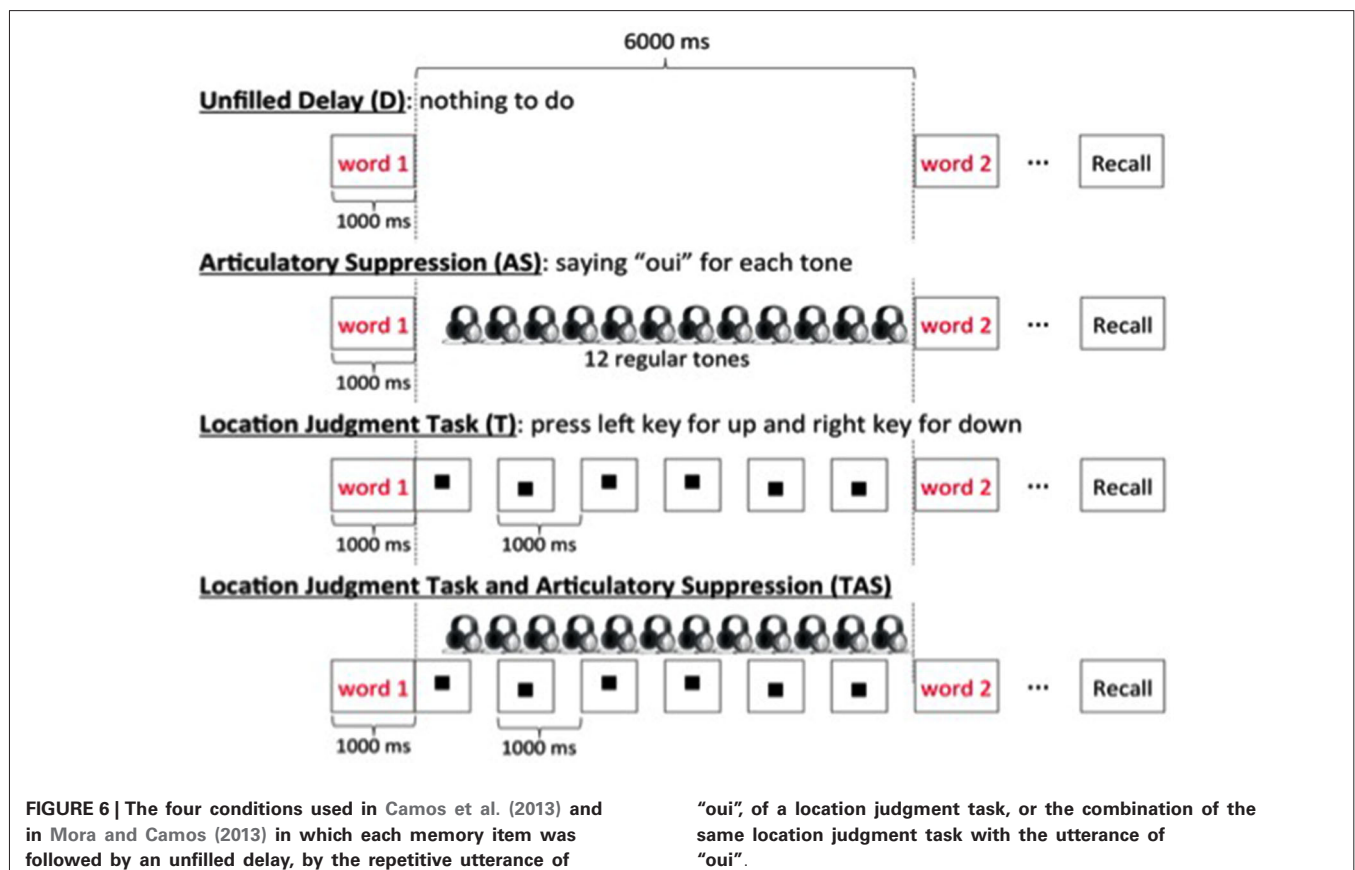 6000 ms
Unfilled Delay (D): nothing to do
word 1 word 2 ... Recall
1000 ms
Articulatory Suppression (AS): saying “oui” for each tone
word 1 word 2 ... Recall
12 regular tones
1000 ms
Location Judgment Task (T): press left key for up and right key for down
word 1 word 2 ... Recall
1000 ms 1000 ms
Location Judgment Task and Articulatory Suppression (TAS)
word 1 word 2 ... Recall
1000 ms 1000 ms
FIGURE 6 | The four conditions used in Camos et al. (2013) and
in Mora and Camos (2013) in which each memory item was
followed by an unfilled delay, by the repetitive utterance of
“oui”, of a location judgment task, or the combination of the
same location judgment task with the utterance of
“oui”.